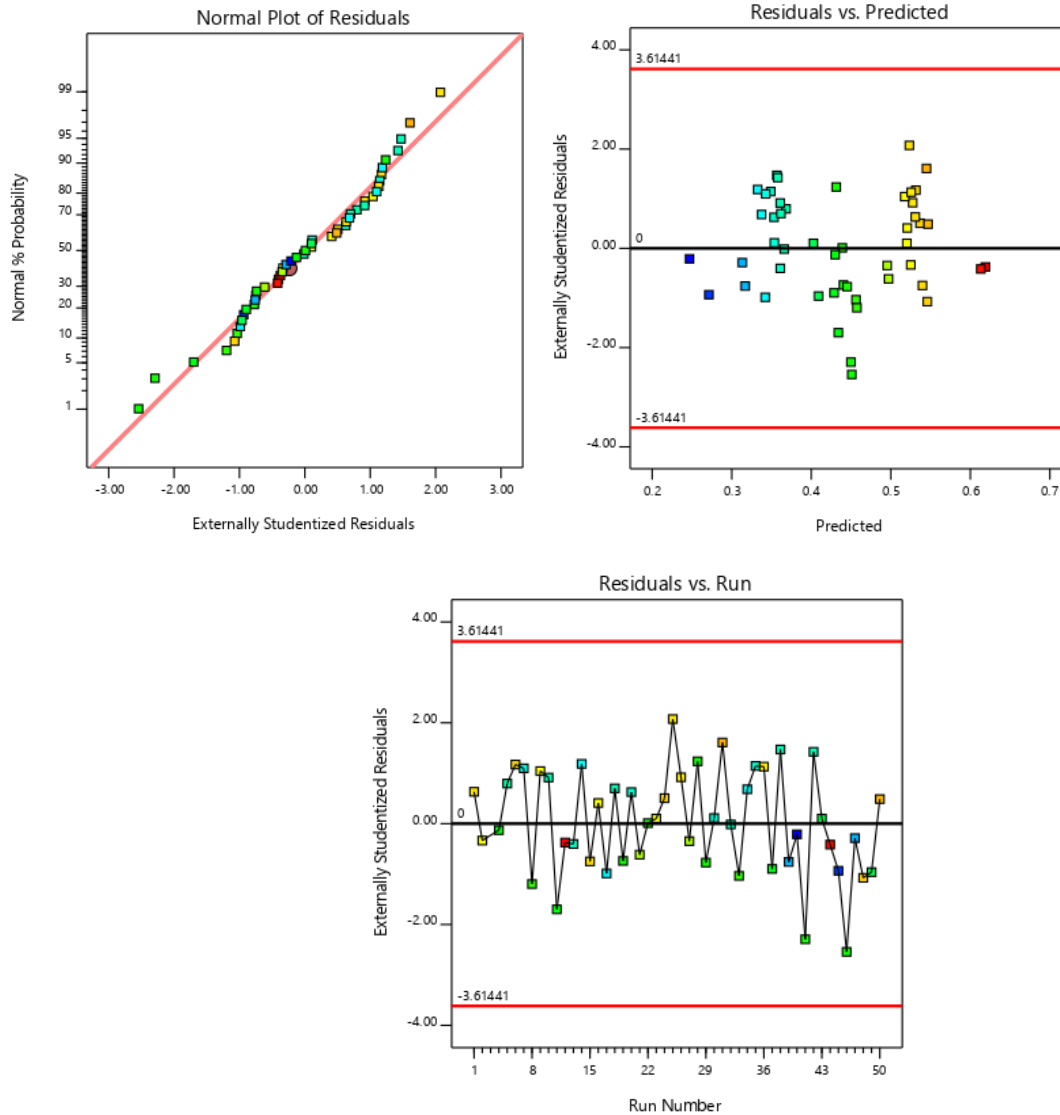 Normal Plot of Residuals
Normal % Probability
99
95
90
80
70
50
30
20
10
5
1
-3.00 -2.00 -1.00 0.00 1.00 2.00 3.00
Externally Studentized Residuals
Residuals vs. Predicted
Externally Studentized Residuals
4.00
3.61441
2.00
0
0.00
-2.00
-3.61441
-4.00
0.2 0.3 0.4 0.5 0.6 0.7
Predicted
Residuals vs. Run
Externally Studentized Residuals
4.00
3.61441
2.00
0
0.00
-2.00
-3.61441
-4.00
1 8 15 22 29 36 43 50
Run Number